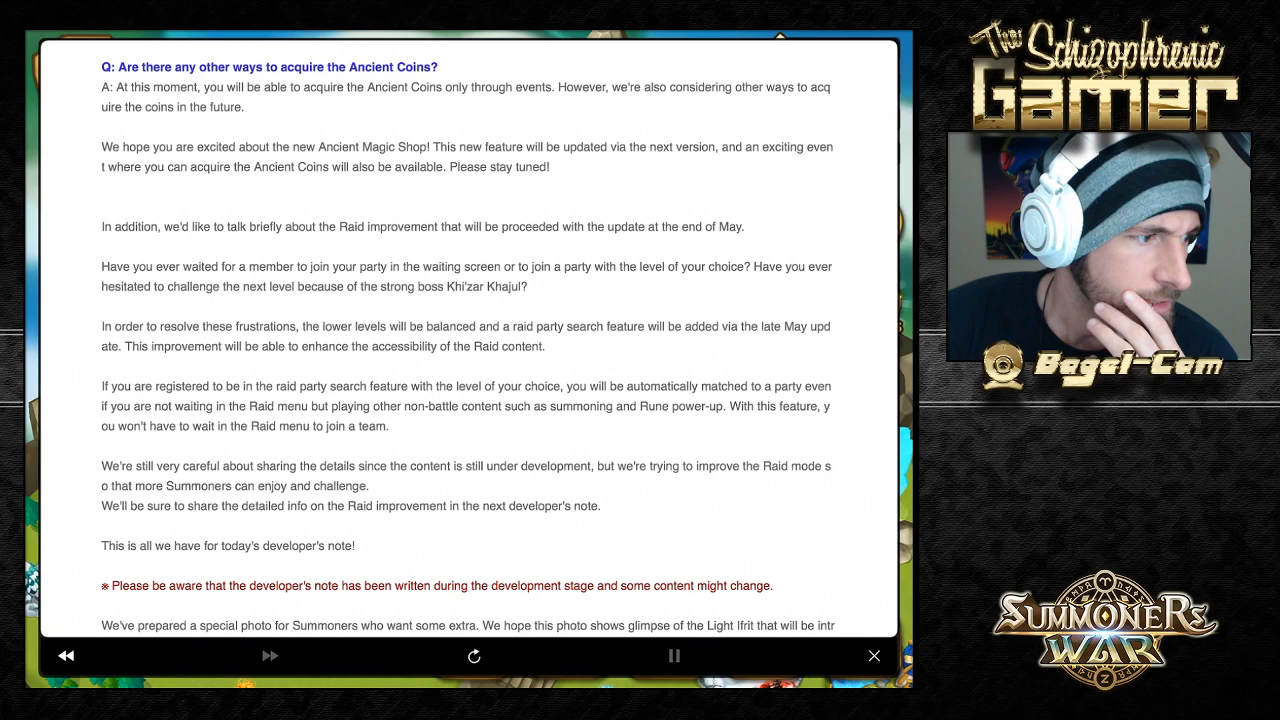 Q: Are there any other ways to acquire the Ancient Coins?
A: At this moment, you will be able to acquire the Ancient Coins only through events. However, we're also considering other ways to acq
uire the coins in the future.
We hope you are excited about the new Ancient Magic Shop! This new feature will be updated via the next version, and an exciting even
t where you can acquire the Ancient Coins will also be available. Please stay tuned!
In addition, we'd like to talk briefly about the Raid improvement that will be proceeded with the update at the end of May.
Have you ever waited for a member to join your party in the waiting screen or to join a party with the level of your choice? Have you ever
hesitated to challenge the next level because of the strong boss Khi'zar Khajul?
In order to resolve these frustrations, the lower levels will be balanced and a raid party search feature will be added via the late May upd
ate. This improvement will be able to enhance the accessibility of the Raid content.
If you are registered to be in the raid party search feature with the level of your choice, you will be automatically matched to a party even
if you are not waiting in the Raid menu but playing other non-battle content such as summoning and Rune power-up. With this feature, y
ou won't have to wait in the Raid menu to join a team.
We're still very careful about sharing the details since the content is still under development, but we're trying to improve the Raid mode s
o that more Summoners can enjoy and challenge.
We'll be sure to share the detailed info on the Raid improvement in the next developer's note.
This is all we have for today's developer's note!
※ Please be aware that the developer's note has been written during the development stage and some content might change.
We've prepared a special photo for Summoners who want some extra. We hope this photo shows glimpse of the Light Ifrit that will be intr
The Schizophrenic
Gamer
Bagel-Cam
SUMMONERS
WAR